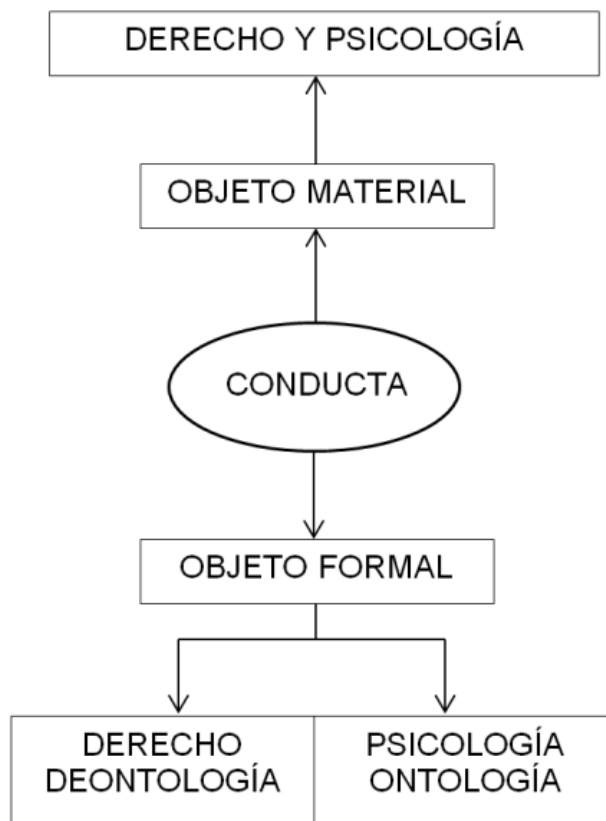 DERECHO Y PSICOLOGÍA
OBJETO MATERIAL
CONDUCTA
OBJETO FORMAL
DERECHO
DEONTOLOGÍA
PSICOLOGÍA
ONTOLOGÍA